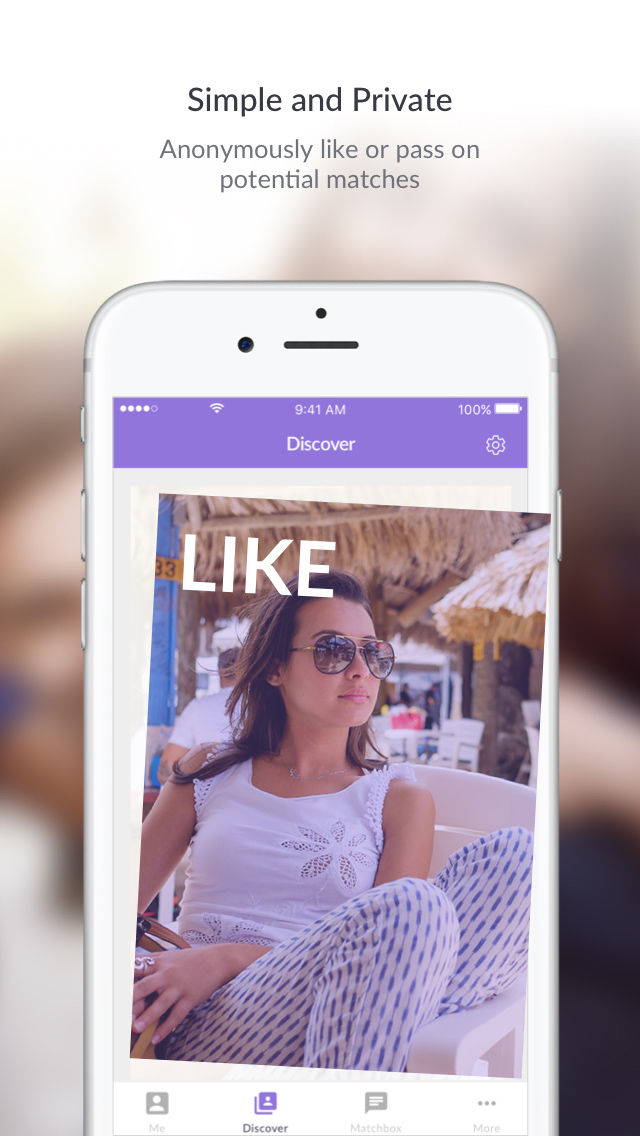 Simple and Private
Anonymously like or pass on
potential matches
9:41 AM
100%
Discover
33
LIKE
Me
Discover
Matchbox
More